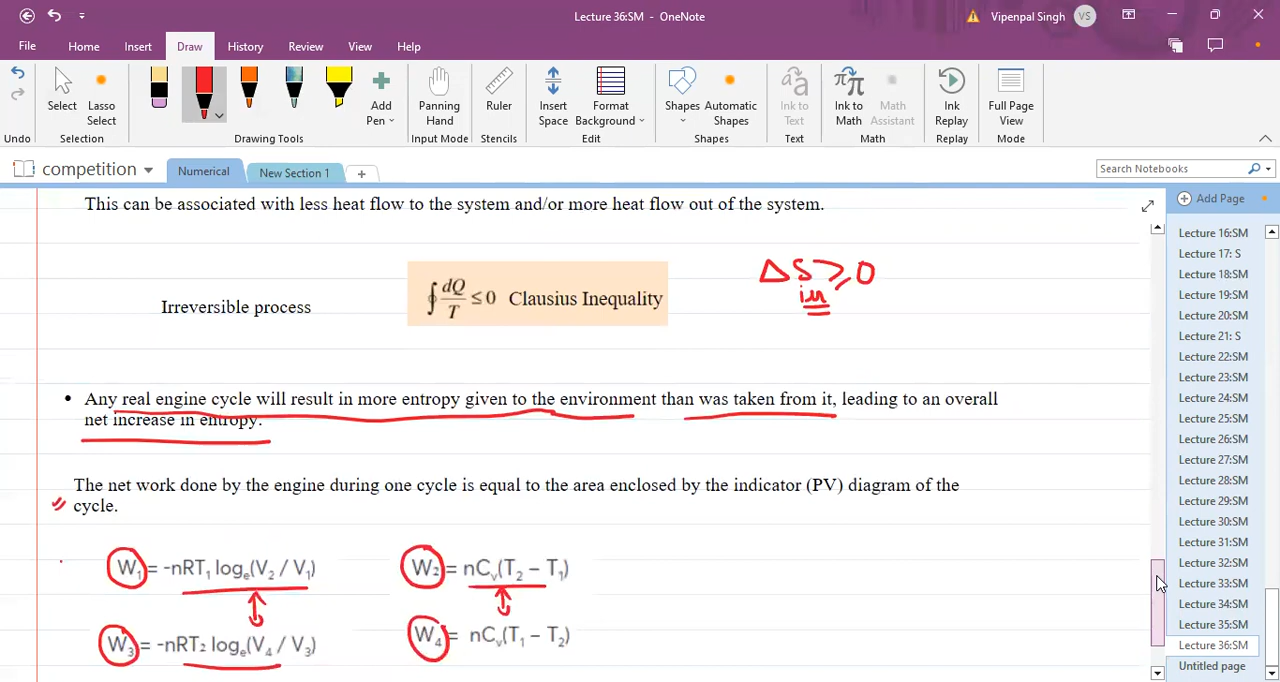 Lecture 36:SM - OneNote
Vipenpal Singh VS
File Home Insert Draw History Review View Help
Undo
Select
Lasso Select
Selection
Add Pen
Drawing Tools
Panning Hand
Input Mode
Ruler
Stencils
Insert Space
Format Background
Edit
Shapes
Automatic Shapes
Shapes
Ink to Text
Text
Ink to Math
Math Assistant
Math
Ink Replay
Replay
Full Page View
Mode
competition
Numerical
New Section 1
Search Notebooks
This can be associated with less heat flow to the system and/or more heat flow out of the system.
Irreversible process
∮ dQ/T ≤ 0 Clausius Inequality
ΔS ≥ 0
• Any real engine cycle will result in more entropy given to the environment than was taken from it, leading to an overall
net increase in entropy.
The net work done by the engine during one cycle is equal to the area enclosed by the indicator (PV) diagram of the
cycle.
W₁ = -nRT₁ logₑ(V₂ / V₁)
W₂ = nCᵥ(T₂ – T₁)
W₃ = -nRT₂ logₑ(V₄ / V₃)
W₄ = nCᵥ(T₁ – T₂)
Add Page
Lecture 16:SM
Lecture 17: S
Lecture 18:SM
Lecture 19:SM
Lecture 20:SM
Lecture 21: S
Lecture 22:SM
Lecture 23:SM
Lecture 24:SM
Lecture 25:SM
Lecture 26:SM
Lecture 27:SM
Lecture 28:SM
Lecture 29:SM
Lecture 30:SM
Lecture 31:SM
Lecture 32:SM
Lecture 33:SM
Lecture 34:SM
Lecture 35:SM
Lecture 36:SM
Untitled page